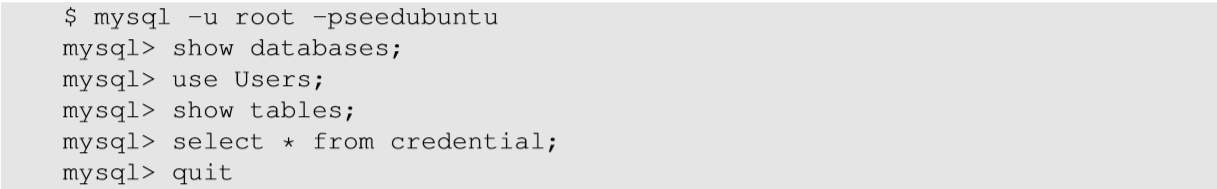 $ mysql -u root -pseedubuntu
mysql> show databases;
mysql> use Users;
mysql> show tables;
mysql> select * from credential;
mysql> quit